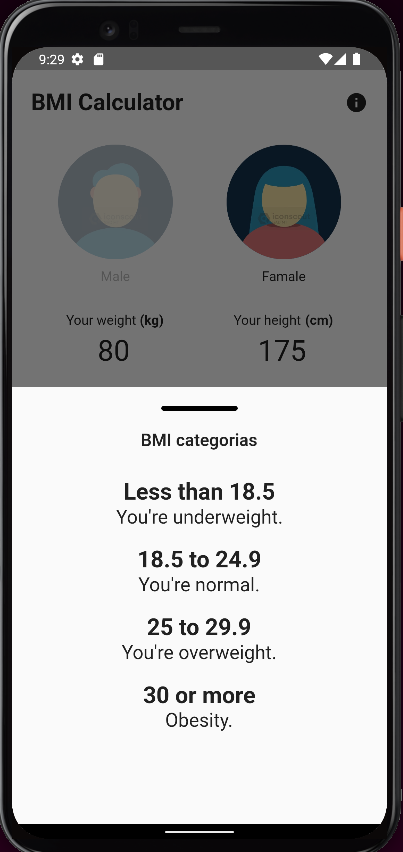 9:29
BMI Calculator
Male
Famale
Your weight (kg)
Your height (cm)
80
175
BMI categorias
Less than 18.5
You're underweight.
18.5 to 24.9
You're normal.
25 to 29.9
You're overweight.
30 or more
Obesity.